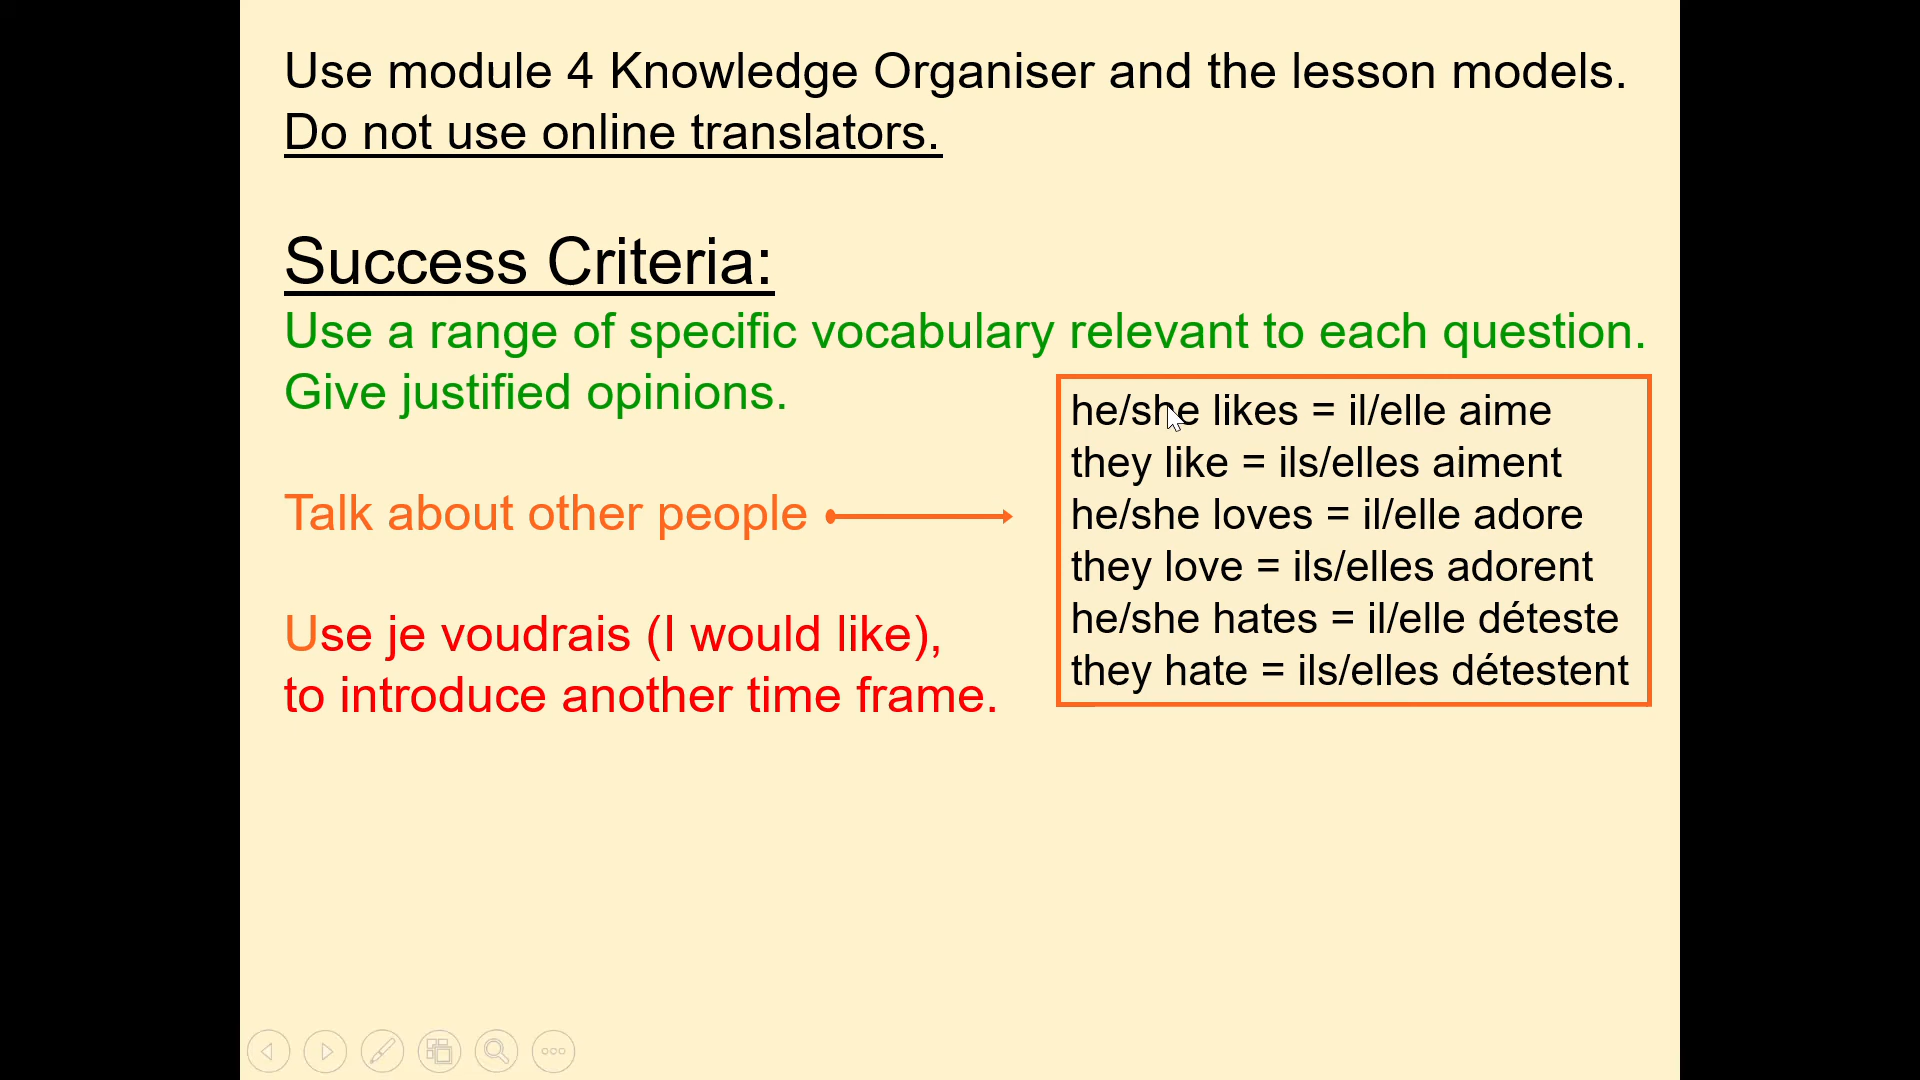 Use module 4 Knowledge Organiser and the lesson models.
Do not use online translators.
Success Criteria:
Use a range of specific vocabulary relevant to each question.
Give justified opinions.
Talk about other people
Use je voudrais (I would like),
to introduce another time frame.
he/she likes = il/elle aime
they like = ils/elles aiment
he/she loves = il/elle adore
they love = ils/elles adorent
he/she hates = il/elle déteste
they hate = ils/elles détestent